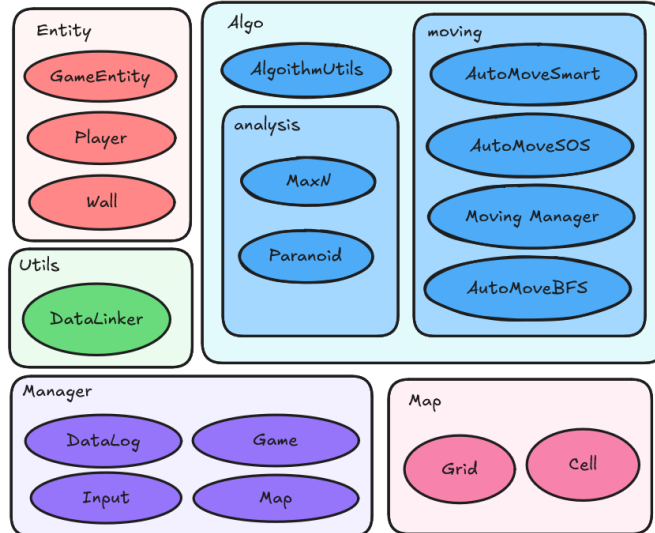 Entity
GameEntity
Player
Wall
Utils
DataLinker
Algo
AlgoithmUtils
analysis
MaxN
Paranoid
moving
AutoMoveSmart
AutoMoveSOS
Moving Manager
AutoMoveBFS
Manager
DataLog
Game
Input
Map
Map
Grid
Cell